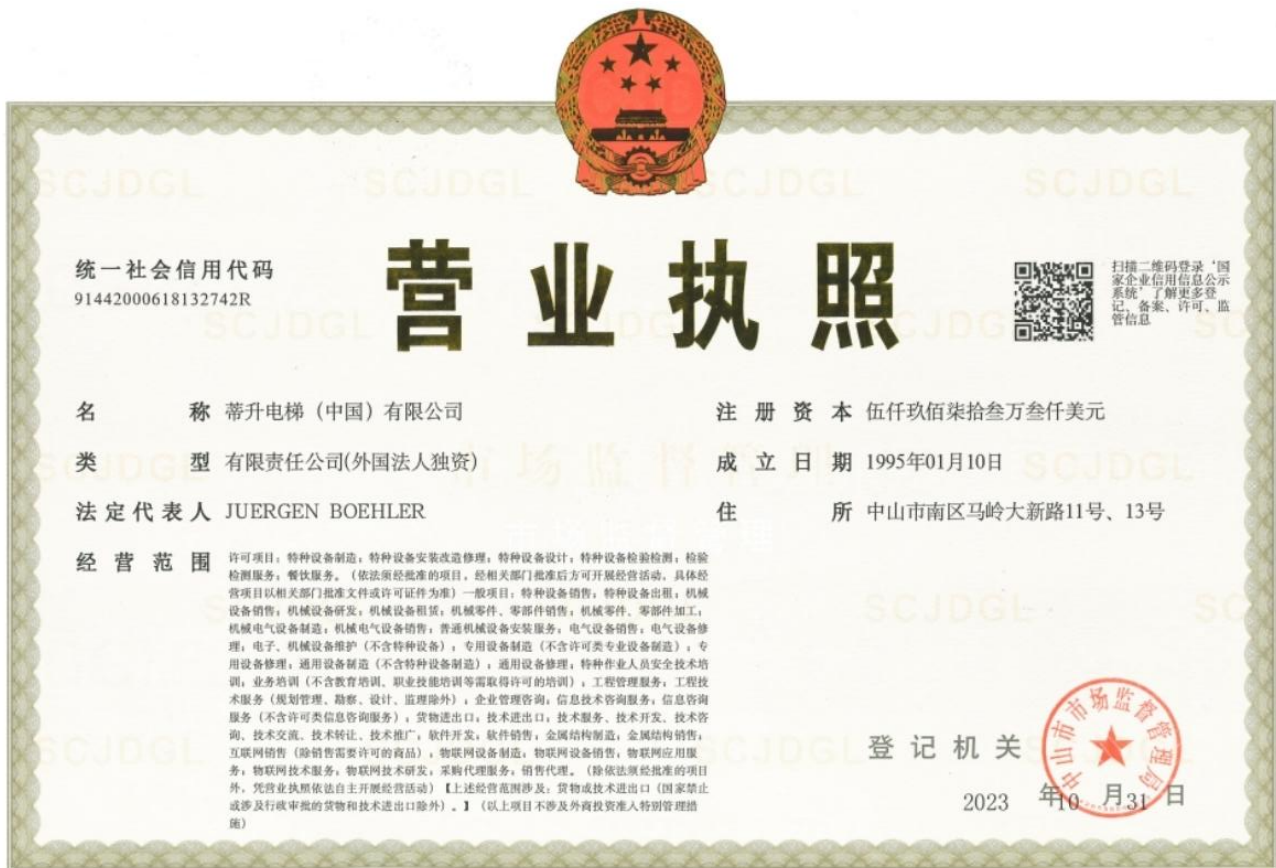 营业执照
统一社会信用代码
91442000618132742R
扫描二维码登录‘国
家企业信用信息公示
系统’了解更多登
记、备案、许可、监
管信息
名称 蒂升电梯（中国）有限公司
类型 有限责任公司(外国法人独资)
法定代表人 JUERGEN BOEHLER
经营范围 许可项目：特种设备制造；特种设备安装改造修理；特种设备设计；特种设备检验检测；检验
检测服务；餐饮服务。（依法须经批准的项目，经相关部门批准后方可开展经营活动，具体经
营项目以相关部门批准文件或许可证件为准）一般项目：特种设备销售；特种设备出租；机械
设备销售；机械设备研发；机械设备租赁；机械零件、零部件销售；机械零件、零部件加工；
机械电气设备制造；机械电气设备销售；普通机械设备安装服务；电气设备销售；电气设备修
理；电子、机械设备维护（不含特种设备）；专用设备制造（不含许可类专业设备制造）；专
用设备修理；通用设备制造（不含特种设备制造）；通用设备修理；特种作业人员安全技术培
训；业务培训（不含教育培训、职业技能培训等需取得许可的培训）；工程管理服务；工程技
术服务（规划管理、勘察、设计、监理除外）；企业管理咨询；信息技术咨询服务；信息咨询
服务（不含许可类信息咨询服务）；货物进出口；技术进出口；技术服务、技术开发、技术咨
询、技术交流、技术转让、技术推广；软件开发；软件销售；金属结构制造；金属结构销售；
互联网销售（除销售需要许可的商品）；物联网设备制造；物联网设备销售；物联网应用服
务；物联网技术服务；物联网技术研发；采购代理服务；销售代理。（除依法须经批准的项目
外，凭营业执照依法自主开展经营活动）【上述经营范围涉及：货物或技术进出口（国家禁止
或涉及行政审批的货物和技术进出口除外）。】（以上项目不涉及外商投资准入特别管理措
施）
注册资本 伍仟玖佰柒拾叁万叁仟美元
成立日期 1995年01月10日
住所 中山市南区马岭大新路11号、13号
登记机关
中山市市场监督管理局
2023 年10 月31 日
SCJDGL
市场监督管理